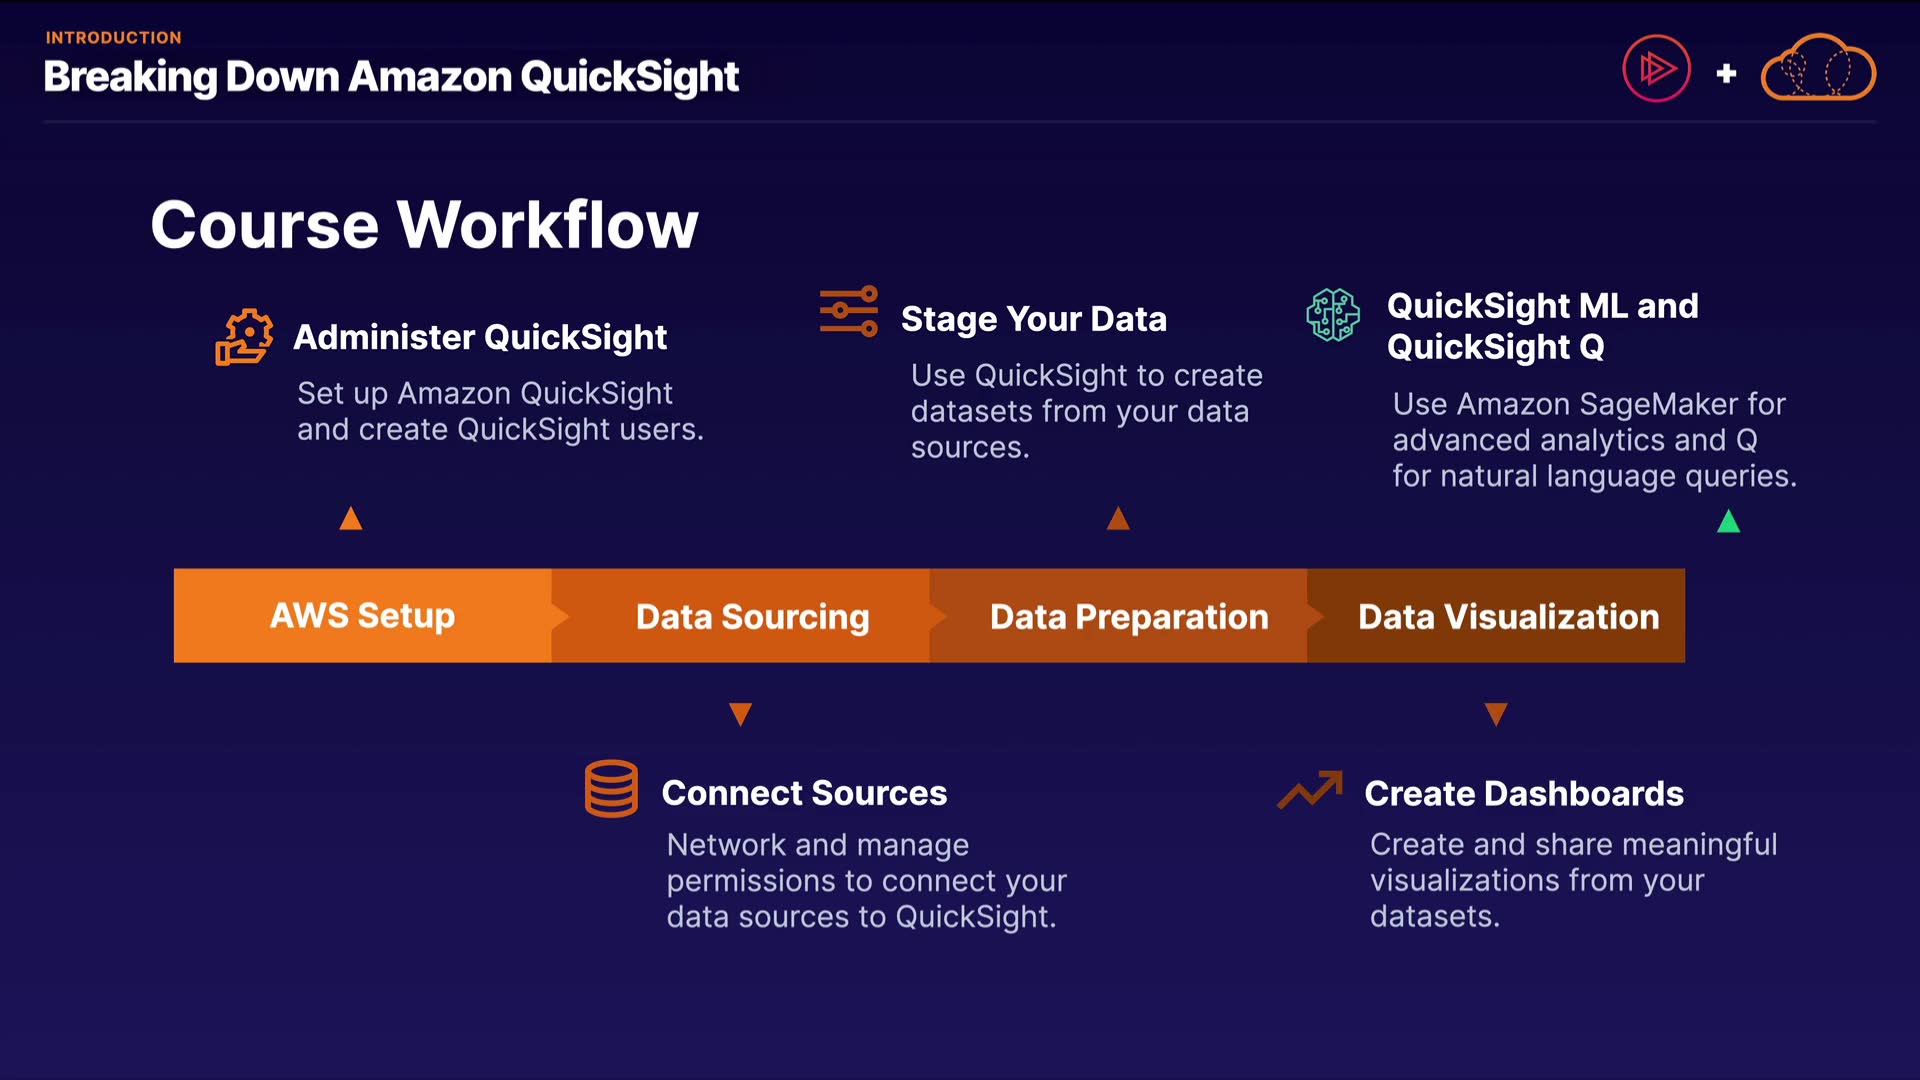 INTRODUCTION
Breaking Down Amazon QuickSight
Course Workflow
Administer QuickSight
Set up Amazon QuickSight
and create QuickSight users.
Stage Your Data
Use QuickSight to create
datasets from your data
sources.
QuickSight ML and
QuickSight Q
Use Amazon SageMaker for
advanced analytics and Q
for natural language queries.
AWS Setup
Data Sourcing
Data Preparation
Data Visualization
Connect Sources
Network and manage
permissions to connect your
data sources to QuickSight.
Create Dashboards
Create and share meaningful
visualizations from your
datasets.